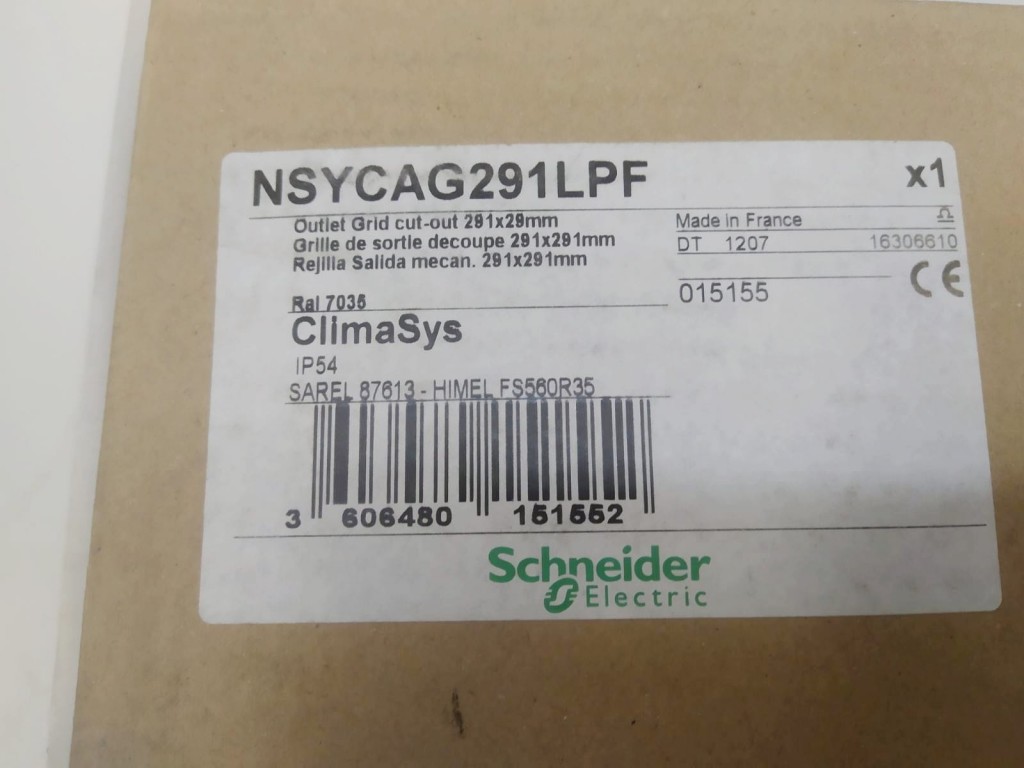 NSYCAG291LPF x1
Outlet Grid cut-out 291x29mm
Grille de sortie decoupe 291x291mm
Rejilla Salida mecan. 291x291mm
Ral 7035
Made in France
DT 1207 16306610
015155
CE
ClimaSys
IP54
SAREL 87613 - HIMEL FS560R35
3 606480 151552
Schneider
Electric